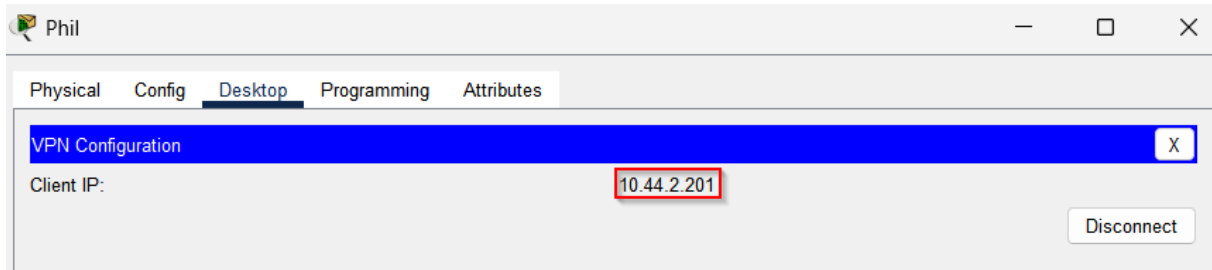 Phil
Physical Config Desktop Programming Attributes
VPN Configuration X
Client IP: 10.44.2.201
Disconnect